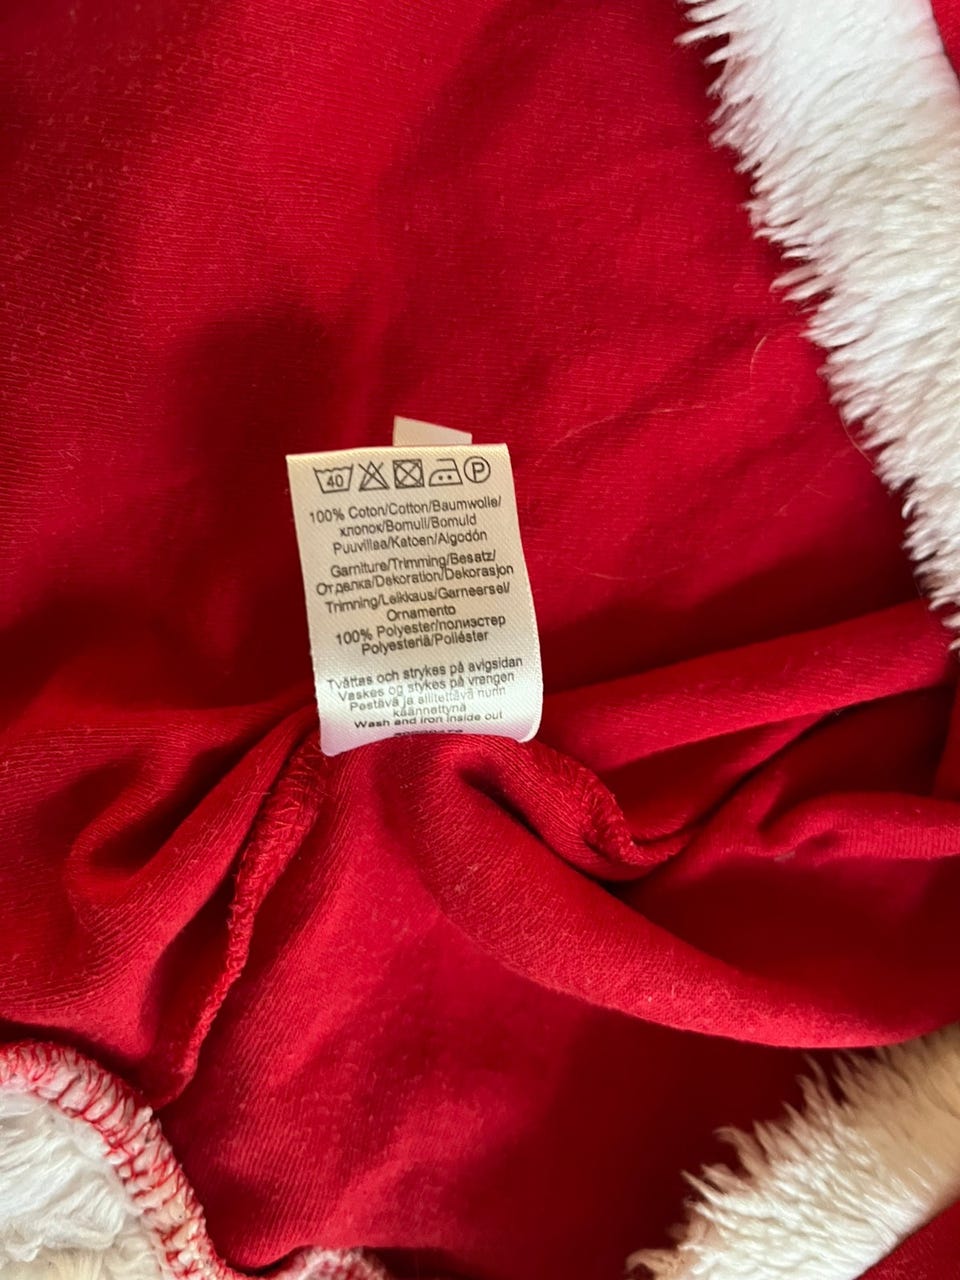 40 P
100% Coton/Cotton/Baumwolle/
хлопок/Bomull/Bomuld
Puuvillaa/Katoen/Algodón
Garniture/Trimming/Besatz/
Отделка/Dekoration/Dekorasjon
Trimning/Leikkaus/Garneersel/
Ornamento
100% Polyester/полиэстер
Polyesteriä/Poliéster
Tvättas och strykes på avigsidan
Vaskes og stykes på vrangen
Pestävä ja silitettävä nurin
käännettynä
Wash and iron inside out